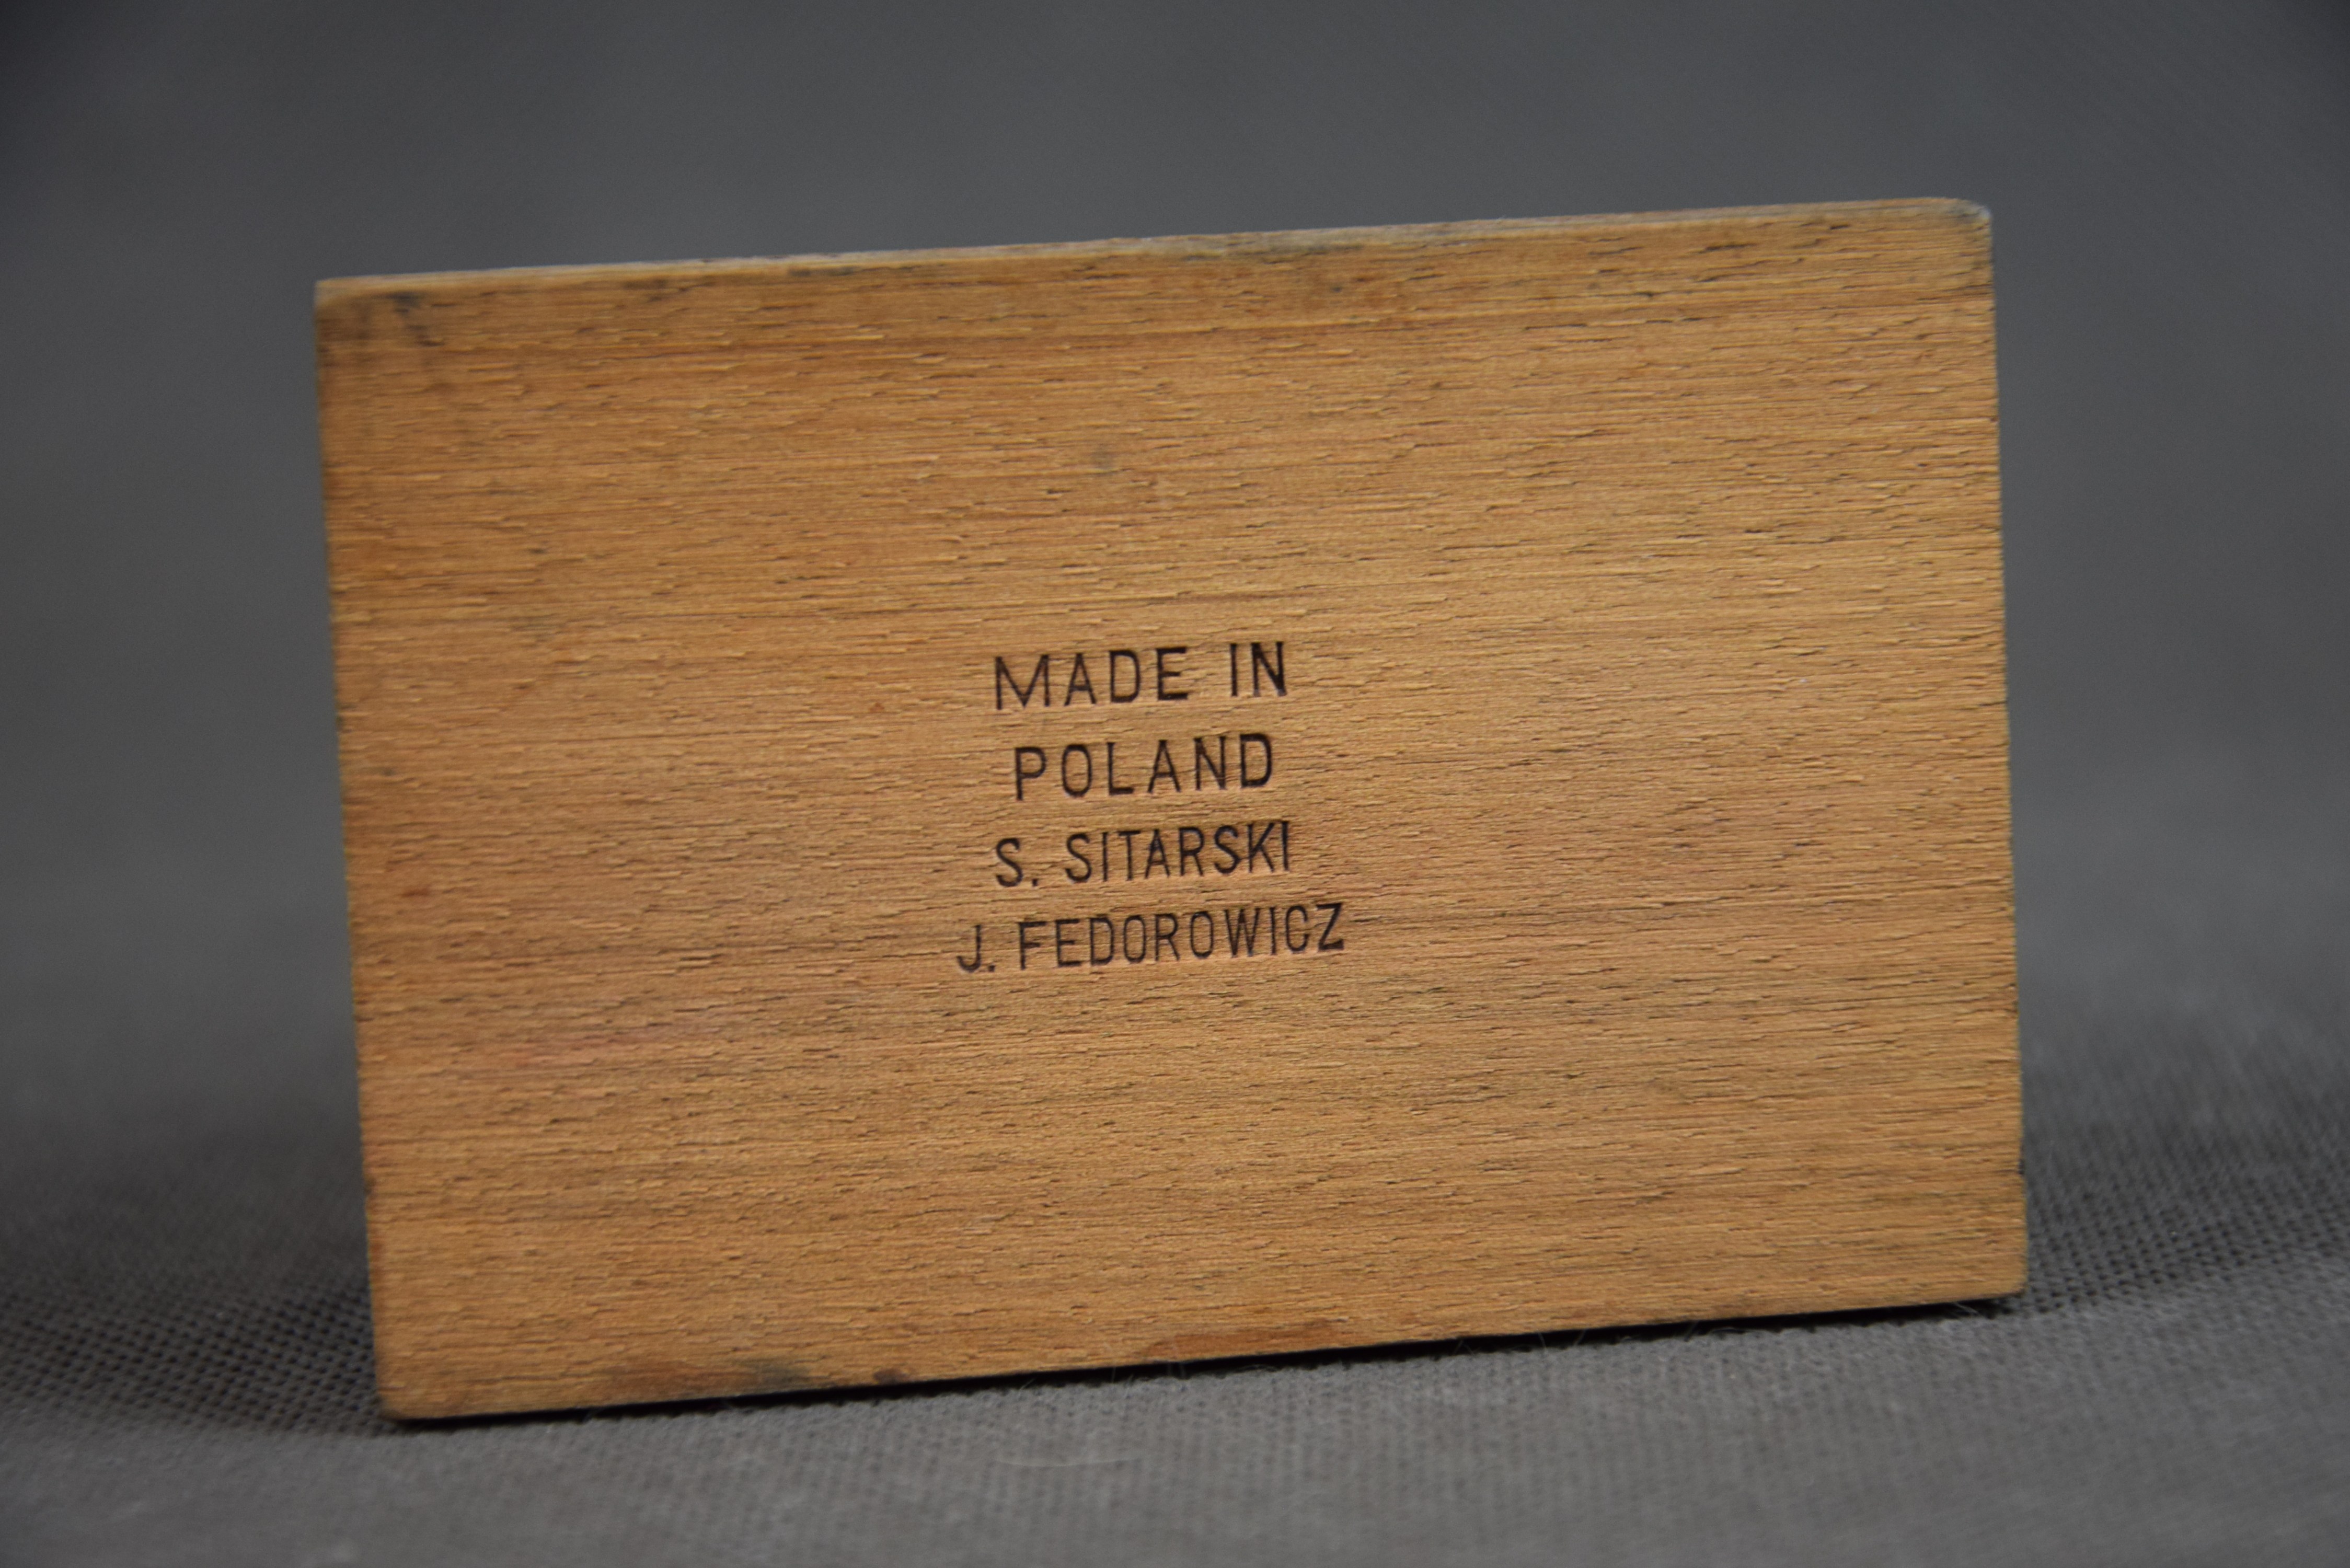 MADE IN
POLAND
S. SITARSKI
J. FEDOROWICZ